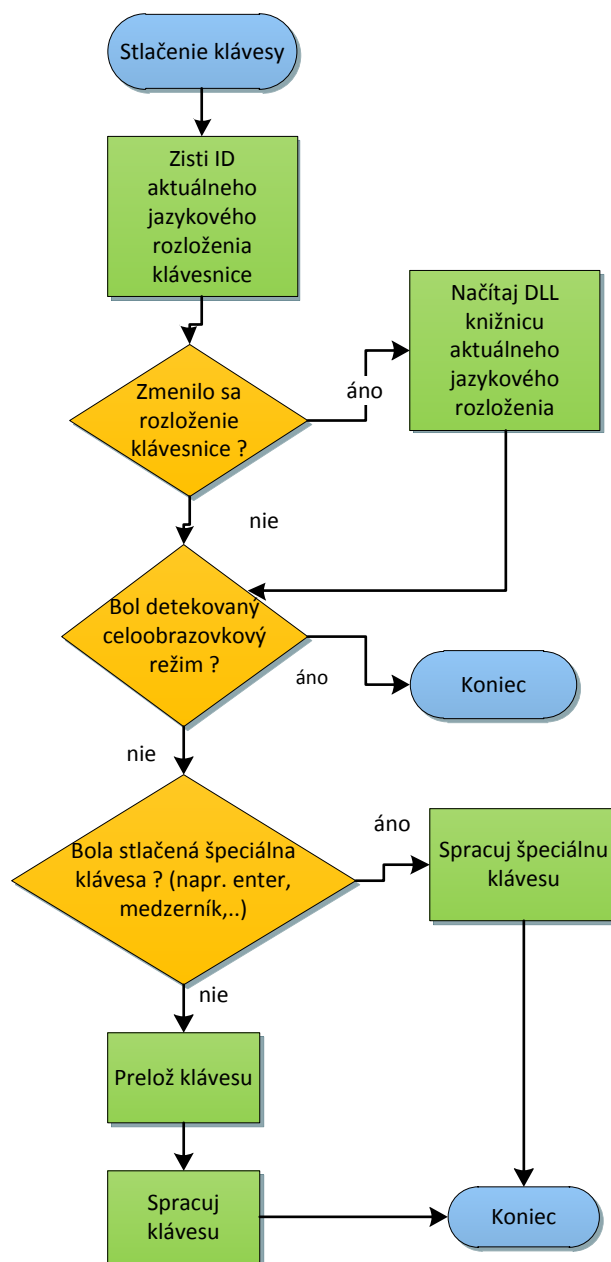 Stlačenie klávesy
Zisti ID
aktuálneho
jazykového
rozloženia
klávesnice
Načítaj DLL
knižnicu
aktuálneho
jazykového
rozloženia
Zmenilo sa
rozloženie
klávesnice ?
áno
nie
Bol detekovaný
celoobrazovkový
režim ?
áno
Koniec
nie
Bola stlačená špeciálna
klávesa ? (napr. enter,
medzerník,..)
áno
Spracuj špeciálnu
klávesu
nie
Prelož klávesu
Spracuj
klávesu
Koniec